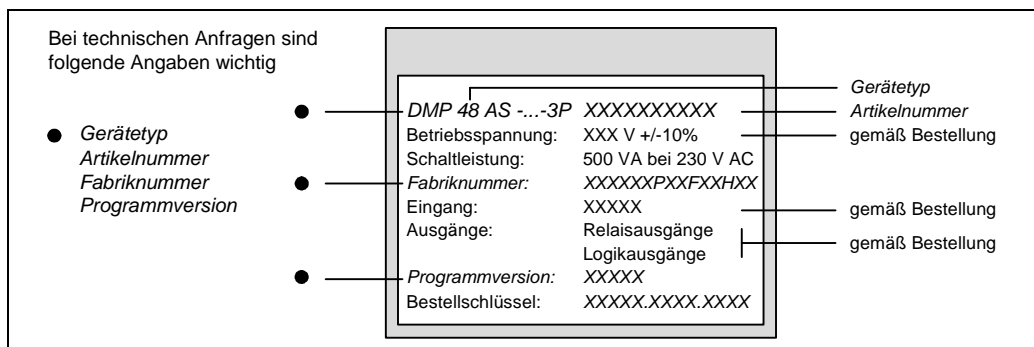 Bei technischen Anfragen sind
folgende Angaben wichtig
● Gerätetyp
Artikelnummer
Fabriknummer
Programmversion
DMP 48 AS -...-3P XXXXXXXXXX
Betriebsspannung: XXX V +/-10%
Schaltleistung: 500 VA bei 230 V AC
Fabriknummer: XXXXXXPXXFXXHXX
Eingang: XXXXX
Ausgänge: Relaisausgänge
Logikausgänge
Programmversion: XXXXX
Bestellschlüssel: XXXXX.XXXX.XXXX
Gerätetyp
Artikelnummer
gemäß Bestellung
gemäß Bestellung
gemäß Bestellung